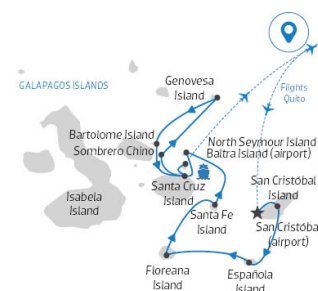 Flights
Quito
GALAPAGOS ISLANDS
Genovesa
Island
Bartolome Island
Sombrero Chino
North Seymour Island
Baltra Island (airport)
Santa Cruz
Island
San Cristóbal
Island
Isabela
Island
Santa Fe
Island
San Cristóba
(airport)
Floreana
Island
Española
Island